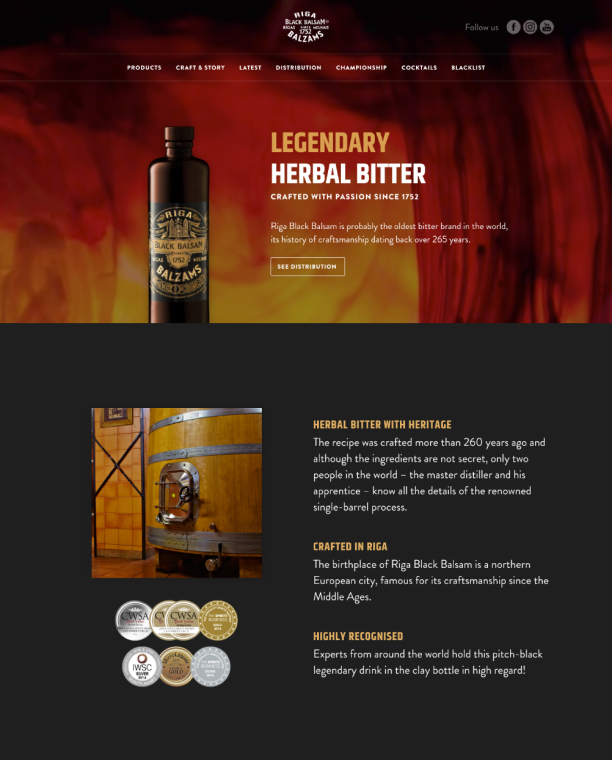 RIGA
BLACK BALSAM®
RIGAS SINCE MELNAIS
1752
BALZAMS
Follow us
PRODUCTS CRAFT & STORY LATEST DISTRIBUTION CHAMPIONSHIP COCKTAILS BLACKLIST
LEGENDARY
HERBAL BITTER
CRAFTED WITH PASSION SINCE 1752
Riga Black Balsam is probably the oldest bitter brand in the world,
its history of craftsmanship dating back over 265 years.
SEE DISTRIBUTION
RIGA
BLACK BALSAM
1752
BALZAMS
HERBAL BITTER WITH HERITAGE
The recipe was crafted more than 260 years ago and
although the ingredients are not secret, only two
people in the world – the master distiller and his
apprentice – know all the details of the renowned
single-barrel process.
CRAFTED IN RIGA
The birthplace of Riga Black Balsam is a northern
European city, famous for its craftsmanship since the
Middle Ages.
HIGHLY RECOGNISED
Experts from around the world hold this pitch-black
legendary drink in the clay bottle in high regard!
CWSA
CWSA
IWSC
SILVER
GOLD